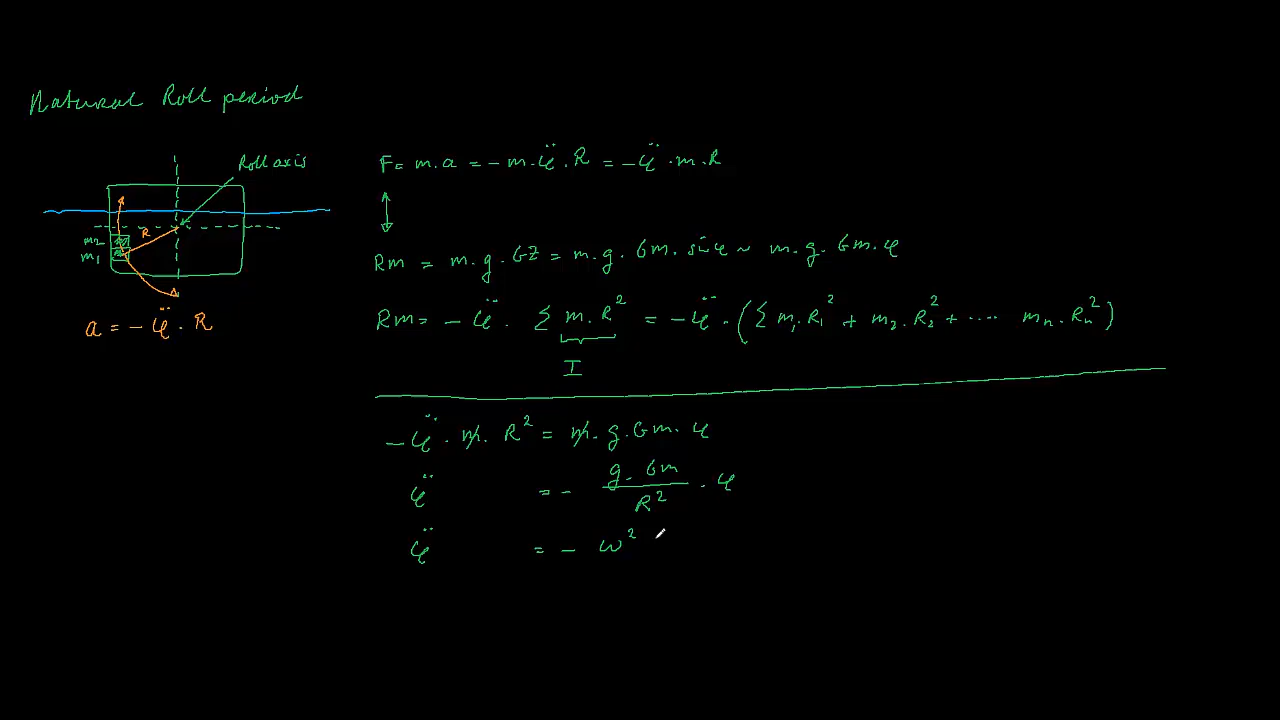 Natural Roll period
Roll axis
R
m2
m1
a = - φ̈ . R
F = m.a = - m.φ̈.R = - φ̈ . m.R
Rm = m.g.GZ = m.g.Gm.sinφ ~ m.g.Gm.φ
Rm = - φ̈ . Σ m.R² = - φ̈ . (Σ m₁.R₁² + m₂.R₂² + .... mₙ.Rₙ²)
I
- φ̈ . m. R² = m. g. Gm. φ
φ̈ = - g. Gm / R² . φ
φ̈ = - ω²